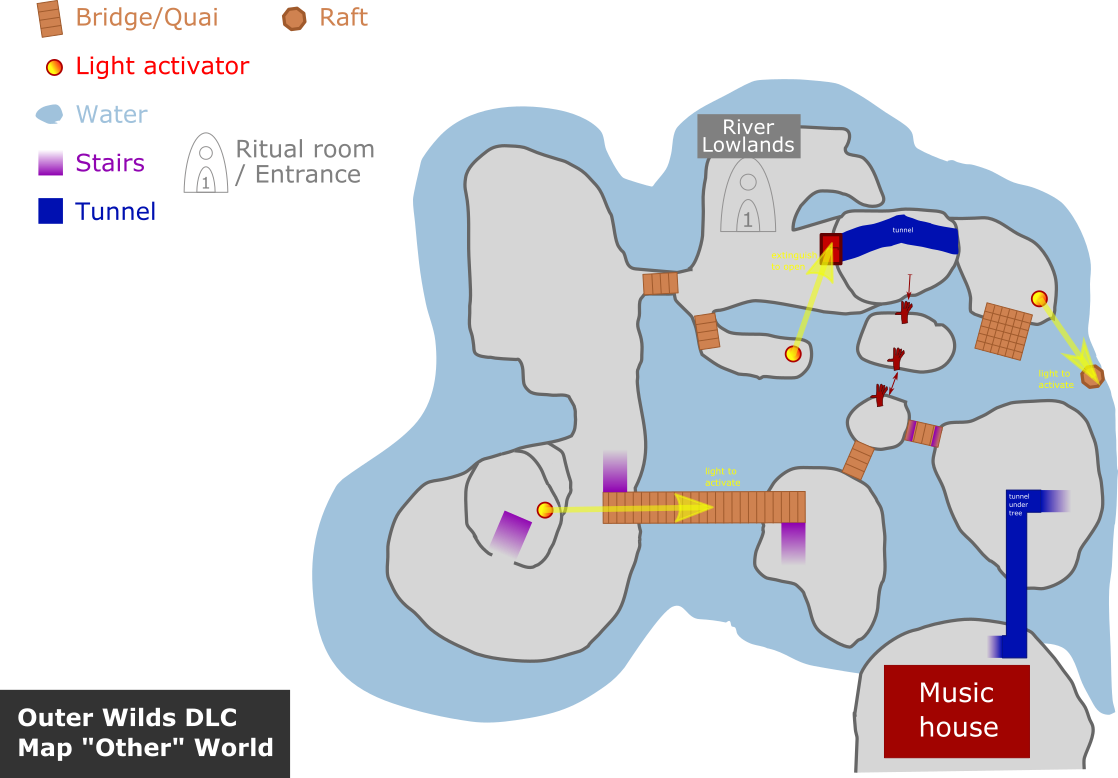 Bridge/Quai
Raft
Light activator
Water
Stairs
Ritual room
/ Entrance
1
Tunnel
River
Lowlands
1
tunnel
light to
activate
light to
activate
tunnel
under
tree
Music
house
Outer Wilds DLC
Map "Other" World